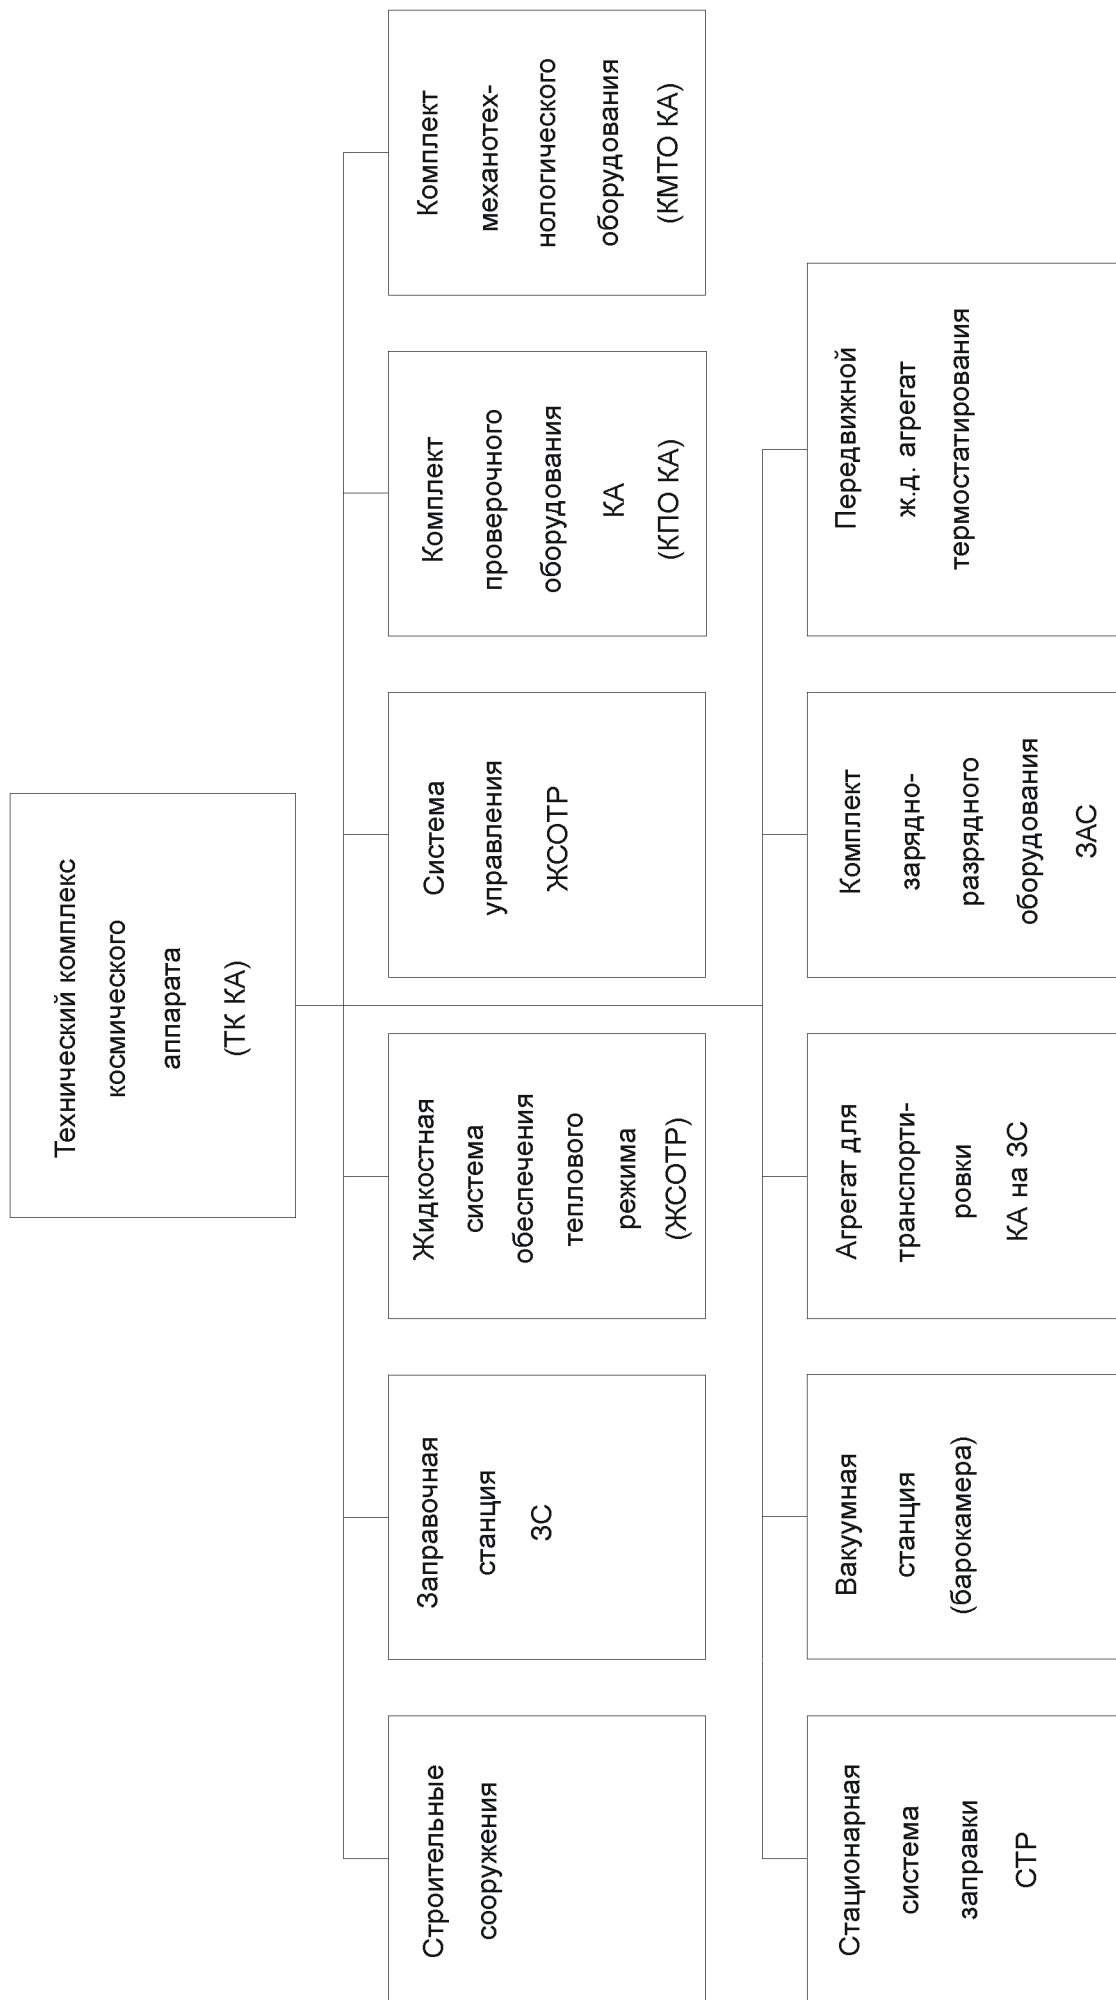 Технический комплекс
космического
аппарата
(ТК КА)
Строительные
сооружения
Заправочная
станция
ЗС
Жидкостная
система
обеспечения
теплового
режима
(ЖСОТР)
Система
управления
ЖСОТР
Комплект
проверочного
оборудования
КА
(КПО КА)
Комплект
механотех-
нологического
оборудования
(КМТО КА)
Стационарная
система
заправки
СТР
Вакуумная
станция
(барокамера)
Агрегат для
транспорти-
ровки
КА на ЗС
Комплект
зарядно-
разрядного
оборудования
ЗАС
Передвижной
ж.д. агрегат
термостатирования